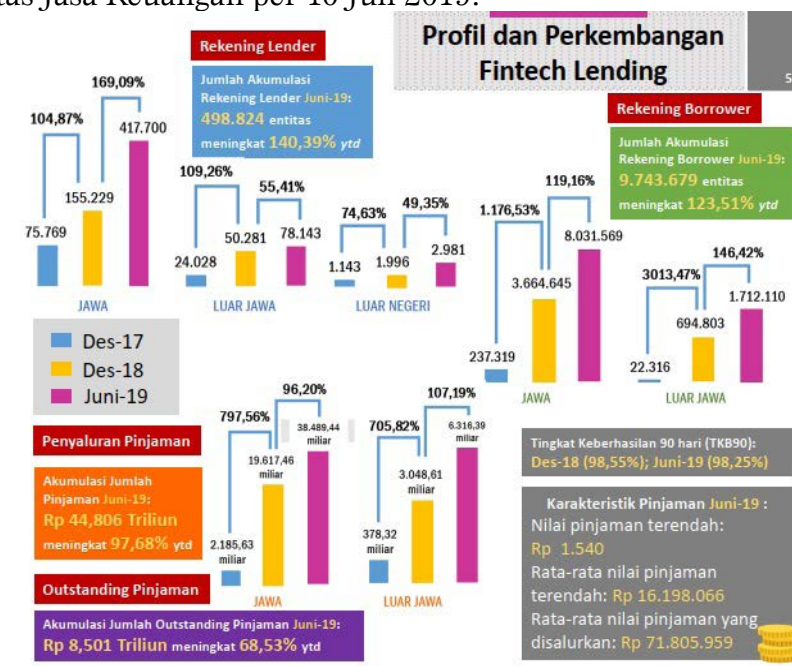 tas Jasa Keuangan per 10 Juli 2019.
Profil dan Perkembangan
Fintech Lending
5
Rekening Lender
Jumlah Akumulasi
Rekening Lender Juni-19:
498.824 entitas
meningkat 140,39% ytd
104,87%
169,09%
75.769
155.229
417.700
JAWA
109,26%
55,41%
24.028
50.281
78.143
LUAR JAWA
74,63%
49,35%
1.143
1.996
2.981
LUAR NEGERI
Rekening Borrower
Jumlah Akumulasi
Rekening Borrower Juni-19:
9.743.679 entitas
meningkat 123,51% ytd
1.176,53%
119,16%
237.319
3.664.645
8.031.569
JAWA
3013,47%
146,42%
22.316
694.803
1.712.110
LUAR JAWA
Des-17
Des-18
Juni-19
Penyaluran Pinjaman
Akumulasi Jumlah
Pinjaman Juni-19:
Rp 44,806 Triliun
meningkat 97,68% ytd
797,56%
96,20%
2.185,63
miliar
19.617,46
miliar
38.489,44
miliar
JAWA
705,82%
107,19%
378,32
miliar
3.048,61
miliar
6.316,39
miliar
LUAR JAWA
Outstanding Pinjaman
Akumulasi Jumlah Outstanding Pinjaman Juni-19:
Rp 8,501 Triliun meningkat 68,53% ytd
Tingkat Keberhasilan 90 hari (TKB90):
Des-18 (98,55%); Juni-19 (98,25%)
Karakteristik Pinjaman Juni-19 :
Nilai pinjaman terendah:
Rp 1.540
Rata-rata nilai pinjaman
terendah: Rp 16.198.066
Rata-rata nilai pinjaman yang
disalurkan: Rp 71.805.959